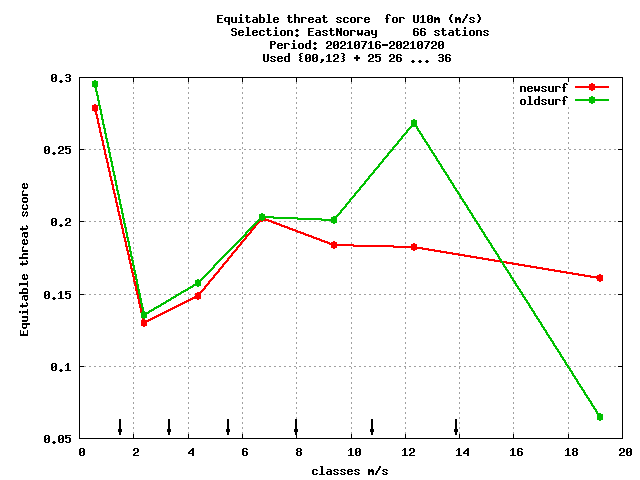 Equitable threat score  for U10m (m/s)
Selection: EastNorway     66 stations
Period: 20210716-20210720
Used {00,12} + 25 26 ... 36
newsurf
oldsurf
0.3
0.25
0.2
0.15
0.1
0.05
Equitable threat score
0 2 4 6 8 10 12 14 16 18 20
classes m/s